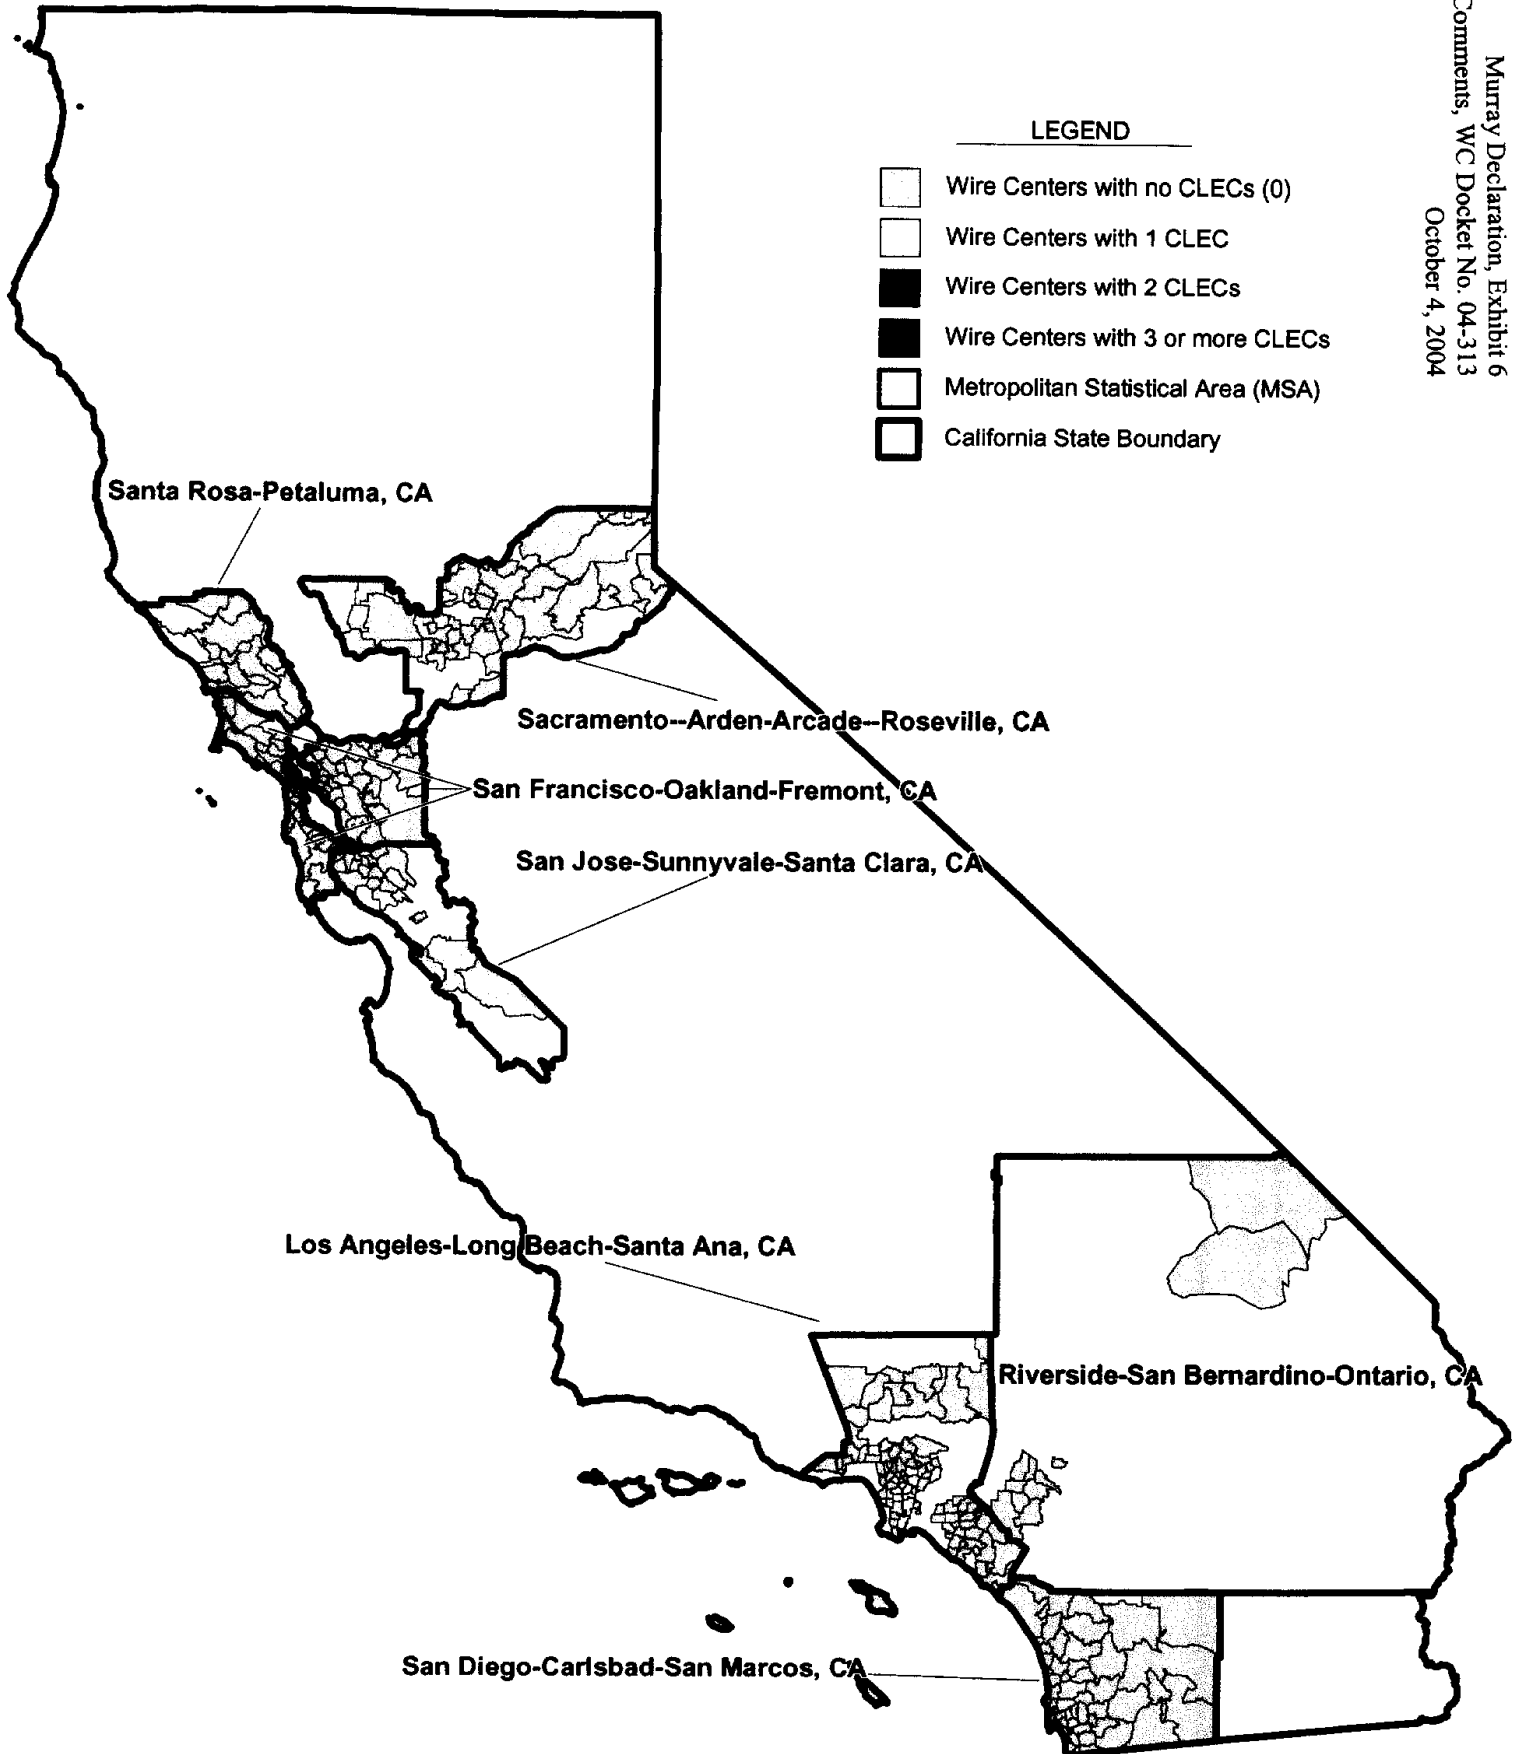 Murray Declaration, Exhibit 6
Comments, WC Docket No. 04-313
October 4, 2004
LEGEND
Wire Centers with no CLECs (0)
Wire Centers with 1 CLEC
Wire Centers with 2 CLECs
Wire Centers with 3 or more CLECs
Metropolitan Statistical Area (MSA)
California State Boundary
Santa Rosa-Petaluma, CA
Sacramento--Arden-Arcade--Roseville, CA
San Francisco-Oakland-Fremont, CA
San Jose-Sunnyvale-Santa Clara, CA
Los Angeles-Long Beach-Santa Ana, CA
Riverside-San Bernardino-Ontario, CA
San Diego-Carlsbad-San Marcos, CA